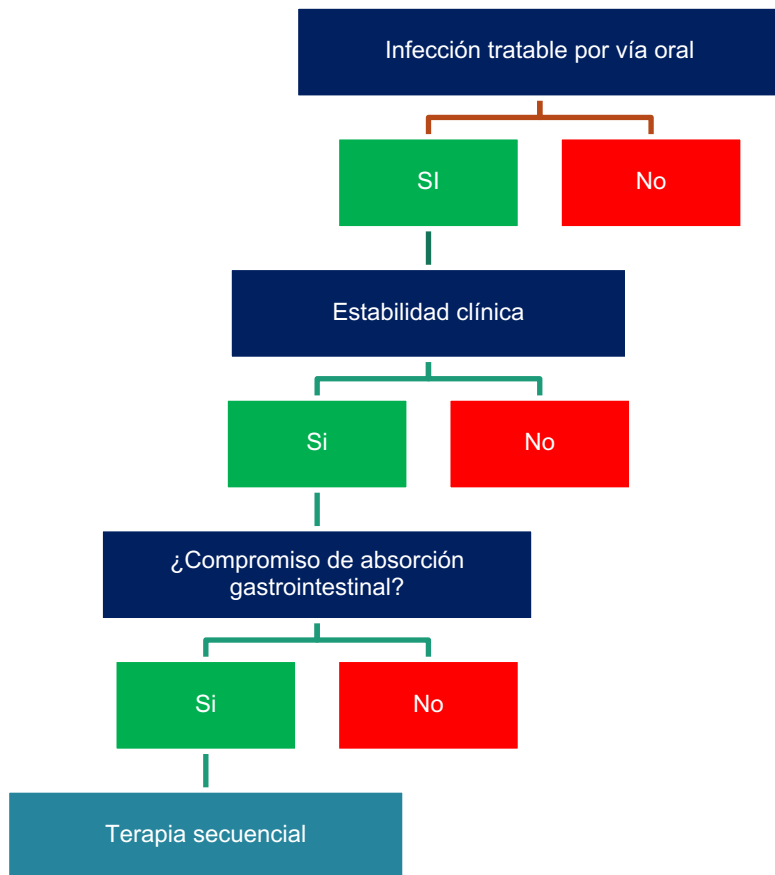 Infección tratable por vía oral
SI
No
Estabilidad clínica
Si
No
¿Compromiso de absorción
gastrointestinal?
Si
No
Terapia secuencial